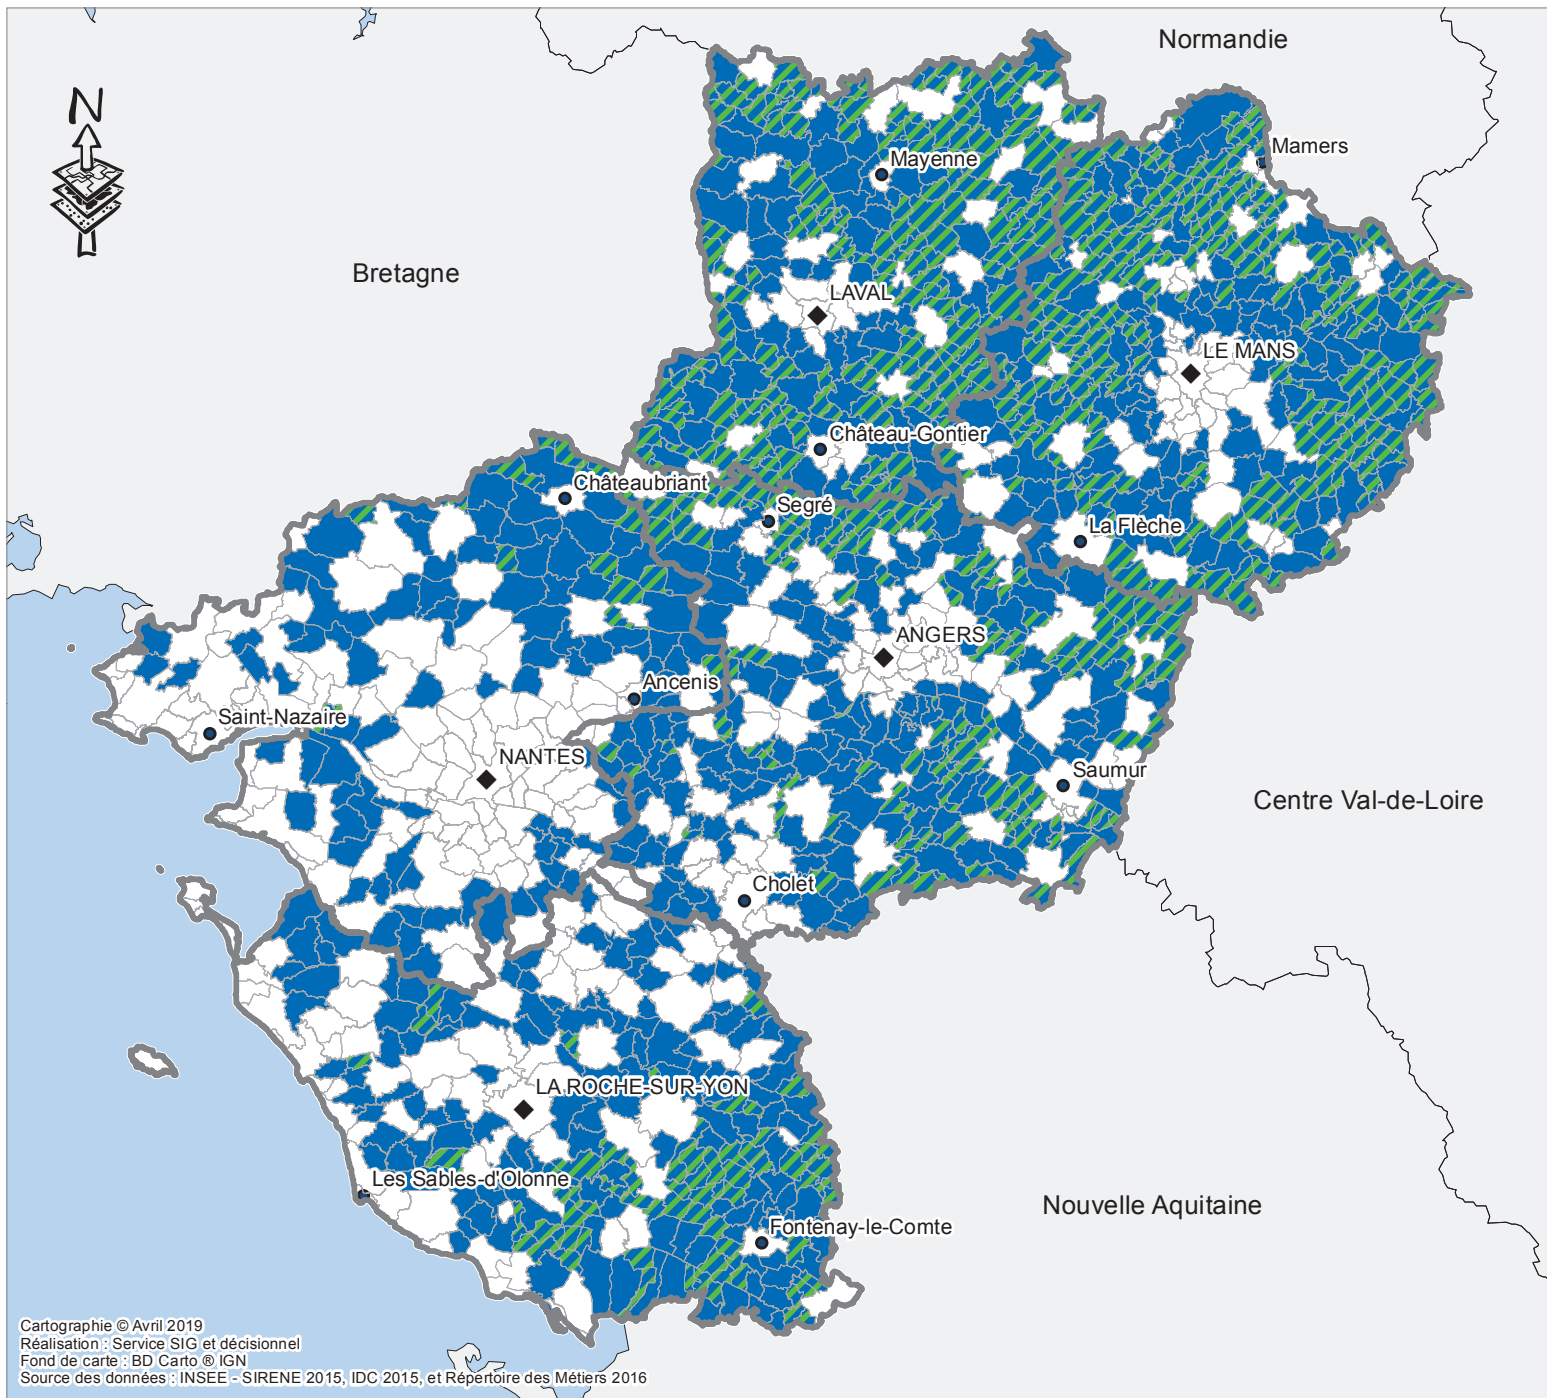 Normandie
N
Mamers
Mayenne
Bretagne
LAVAL
LE MANS
Château-Gontier
Châteaubriant
Segré
La Flèche
ANGERS
Ancenis
Saint-Nazaire
NANTES
Saumur
Centre Val-de-Loire
Cholet
LA ROCHE-SUR-YON
Les Sables-d'Olonne
Nouvelle Aquitaine
Fontenay-le-Comte
Cartographie © Avril 2019
Réalisation : Service SIG et décisionnel
Fond de carte : BD Carto ® IGN
Source des données : INSEE - SIRENE 2015, IDC 2015, et Répertoire des Métiers 2016